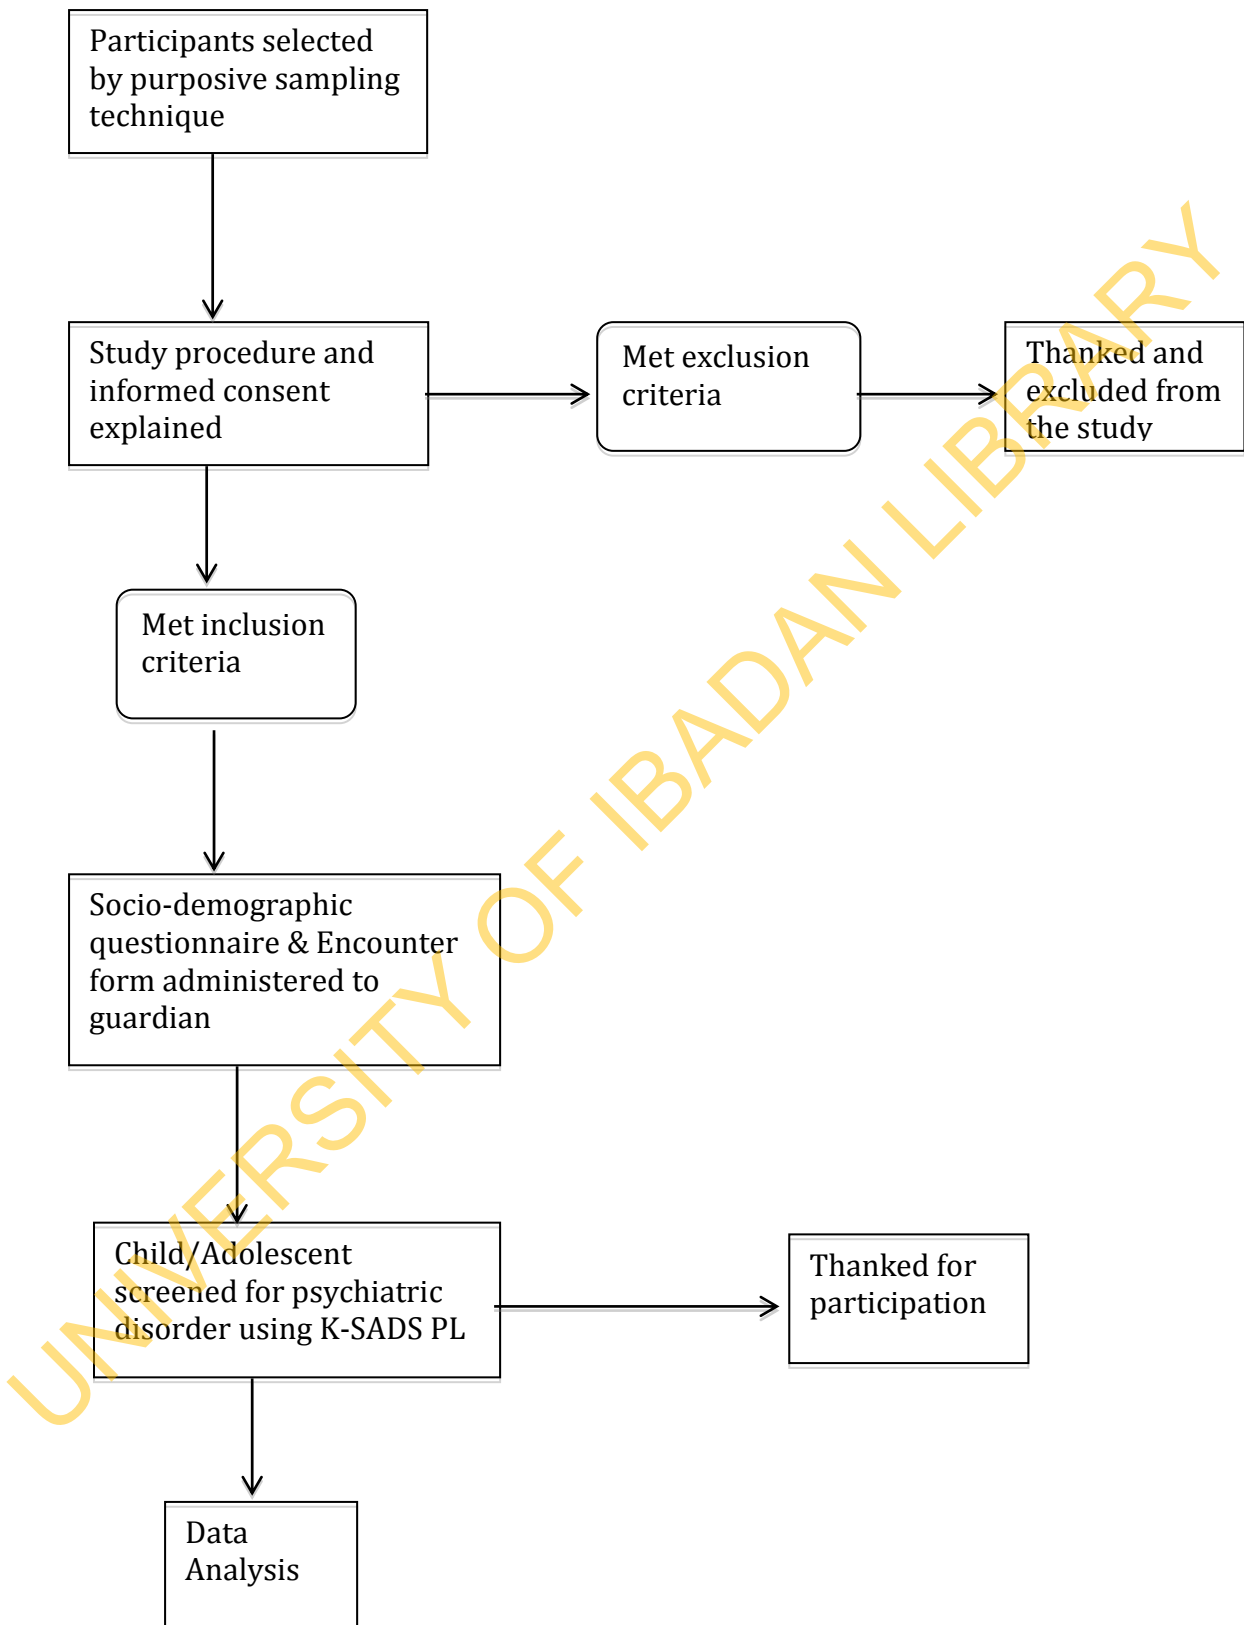 Participants selected
by purposive sampling
technique
Study procedure and
informed consent
explained
Met exclusion
criteria
Thanked and
excluded from
the study
Met inclusion
criteria
Socio-demographic
questionnaire & Encounter
form administered to
guardian
Child/Adolescent
screened for psychiatric
disorder using K-SADS PL
Thanked for
participation
Data
Analysis
UNIVERSITY OF IBADAN LIBRARY